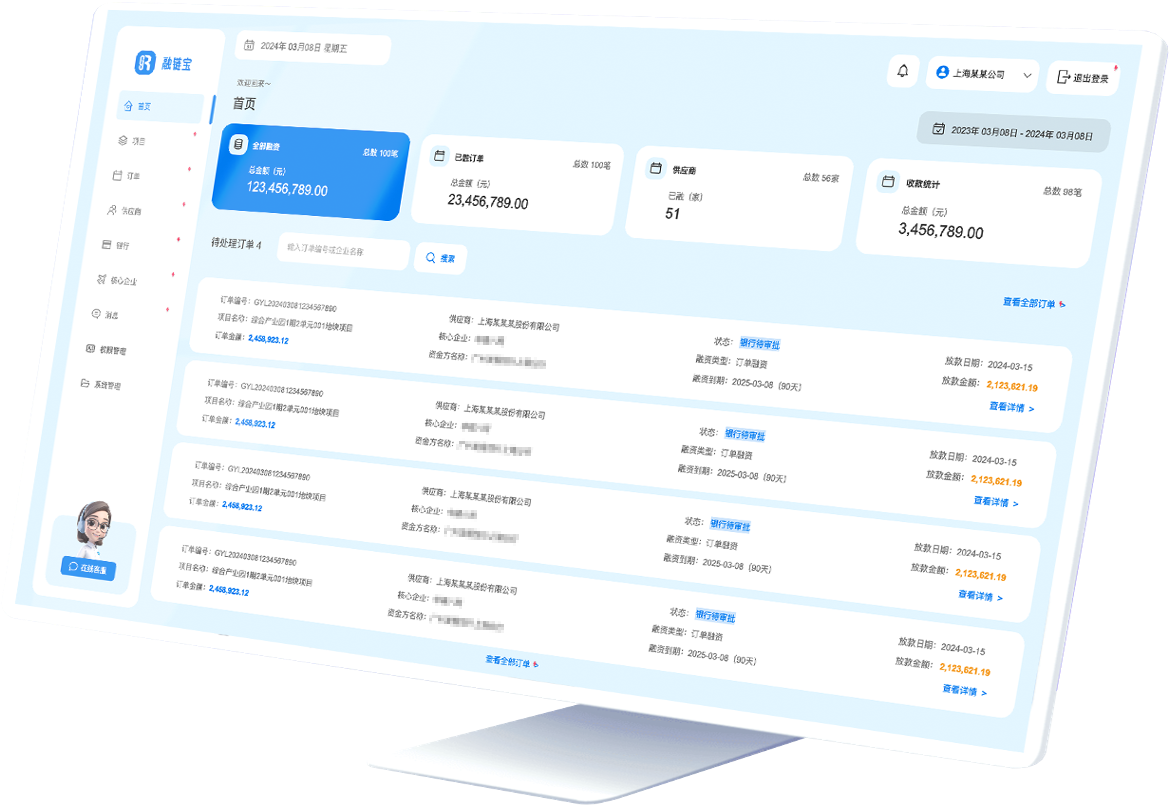 融链宝
2024年 03月08日 星期五
上海某某公司
退出登录
首页
项目
订单
供应商
银行
核心企业
消息
权限管理
系统管理
在线客服
欢迎回来~
首页
2023年 03月08日 - 2024年 03月08日
全部融资
总数 100笔
总金额（元）
123,456,789.00
已融订单
总数 100笔
总金额（元）
23,456,789.00
供应商
总数 56家
已融（家）
51
收款统计
总数 98笔
总金额（元）
3,456,789.00
待处理订单 4
输入订单编号或企业名称
搜索
查看全部订单
订单编号：GYL202403081234567890
项目名称：综合产业园1期2单元001地块项目
订单金额：2,458,923.12
供应商：上海某某某股份有限公司
核心企业：
资金方名称：
状态：银行待审批
融资类型：订单融资
融资到期：2025-03-08（90天）
放款日期：2024-03-15
放款金额：2,123,621.19
查看详情 >
订单编号：GYL202403081234567890
项目名称：综合产业园1期2单元001地块项目
订单金额：2,458,923.12
供应商：上海某某某股份有限公司
核心企业：
资金方名称：
状态：银行待审批
融资类型：订单融资
融资到期：2025-03-08（90天）
放款日期：2024-03-15
放款金额：2,123,621.19
查看详情 >
订单编号：GYL202403081234567890
项目名称：综合产业园1期2单元001地块项目
订单金额：2,458,923.12
供应商：上海某某某股份有限公司
核心企业：
资金方名称：
状态：银行待审批
融资类型：订单融资
融资到期：2025-03-08（90天）
放款日期：2024-03-15
放款金额：2,123,621.19
查看详情 >
订单编号：GYL202403081234567890
项目名称：综合产业园1期2单元001地块项目
订单金额：2,458,923.12
供应商：上海某某某股份有限公司
核心企业：
资金方名称：
状态：银行待审批
融资类型：订单融资
融资到期：2025-03-08（90天）
放款日期：2024-03-15
放款金额：2,123,621.19
查看详情 >
查看全部订单